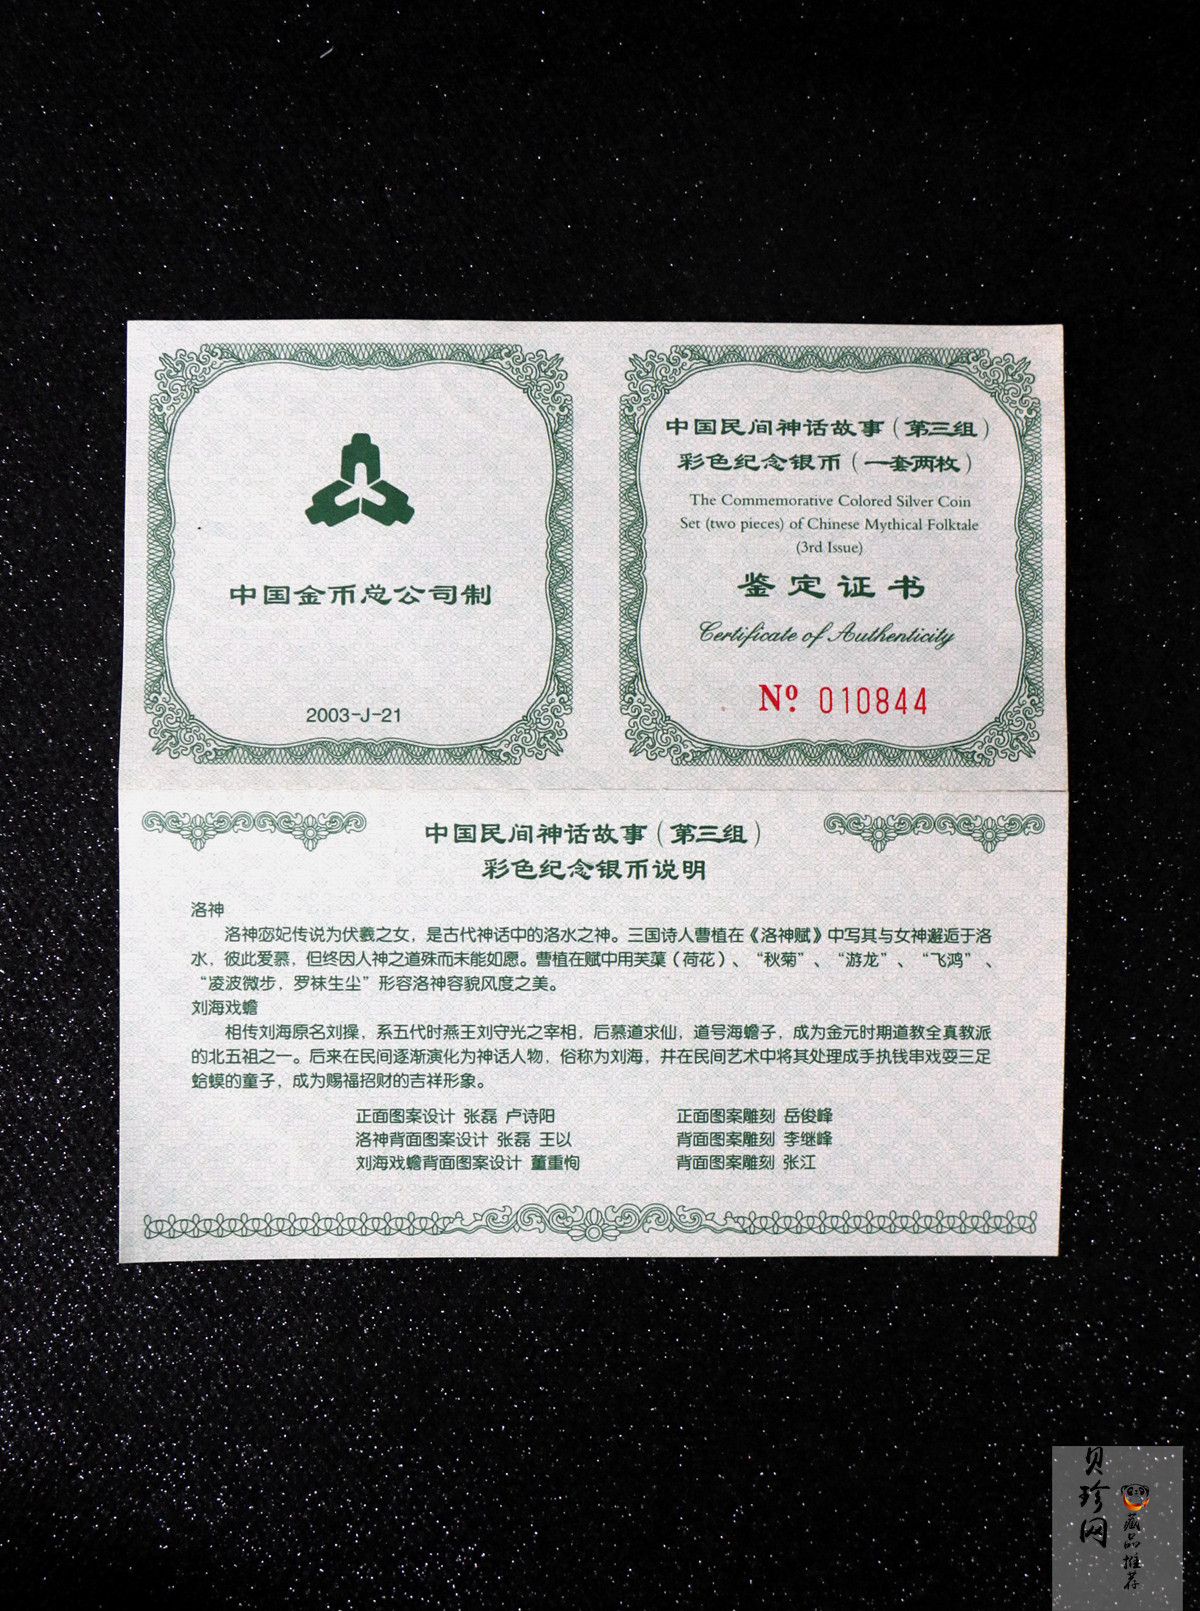 中国金币总公司制
2003-J-21
中国民间神话故事（第三组）
彩色纪念银币（一套两枚）
The Commemorative Colored Silver Coin
Set (two pieces) of Chinese Mythical Folktale
(3rd Issue)
鉴定证书
Certificate of Authenticity
Nº. 010844
中国民间神话故事（第三组）
彩色纪念银币说明
洛神
洛神宓妃传说为伏羲之女，是古代神话中的洛水之神。三国诗人曹植在《洛神赋》中写其与女神邂逅于洛
水，彼此爱慕，但终因人神之道殊而未能如愿。曹植在赋中用芙蕖（荷花）、“秋菊”、“游龙”、“飞鸿”、
“凌波微步，罗袜生尘”形容洛神容貌风度之美。
刘海戏蟾
相传刘海原名刘操，系五代时燕王刘守光之宰相，后慕道求仙，道号海蟾子，成为金元时期道教全真教派
的北五祖之一。后来在民间逐渐演化为神话人物，俗称为刘海，并在民间艺术中将其处理成手执钱串戏耍三足
蛤蟆的童子，成为赐福招财的吉祥形象。
正面图案设计 张磊 卢诗阳
洛神背面图案设计 张磊 王以
刘海戏蟾背面图案设计 董重恂
正面图案雕刻 岳俊峰
背面图案雕刻 李继峰
背面图案雕刻 张江
贝珍网
藏品推荐